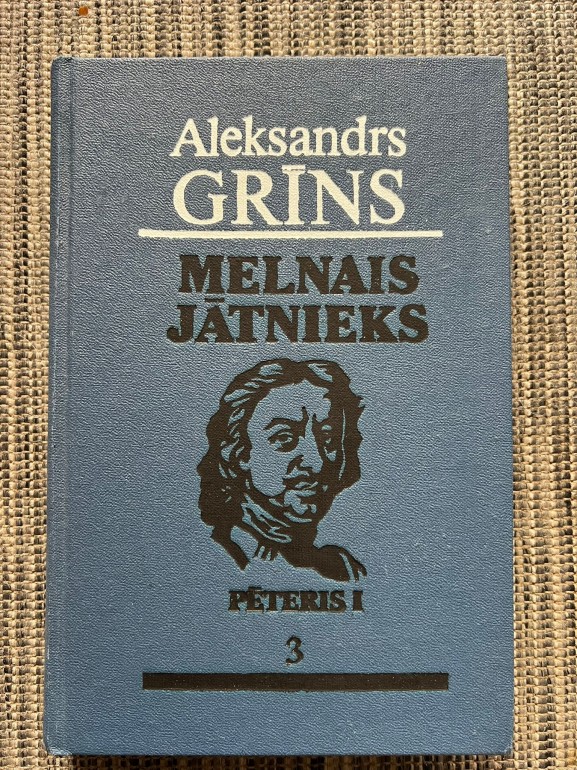 Aleksandrs
GRĪNS
MELNAIS
JĀTNIEKS
PĒTERIS I
3